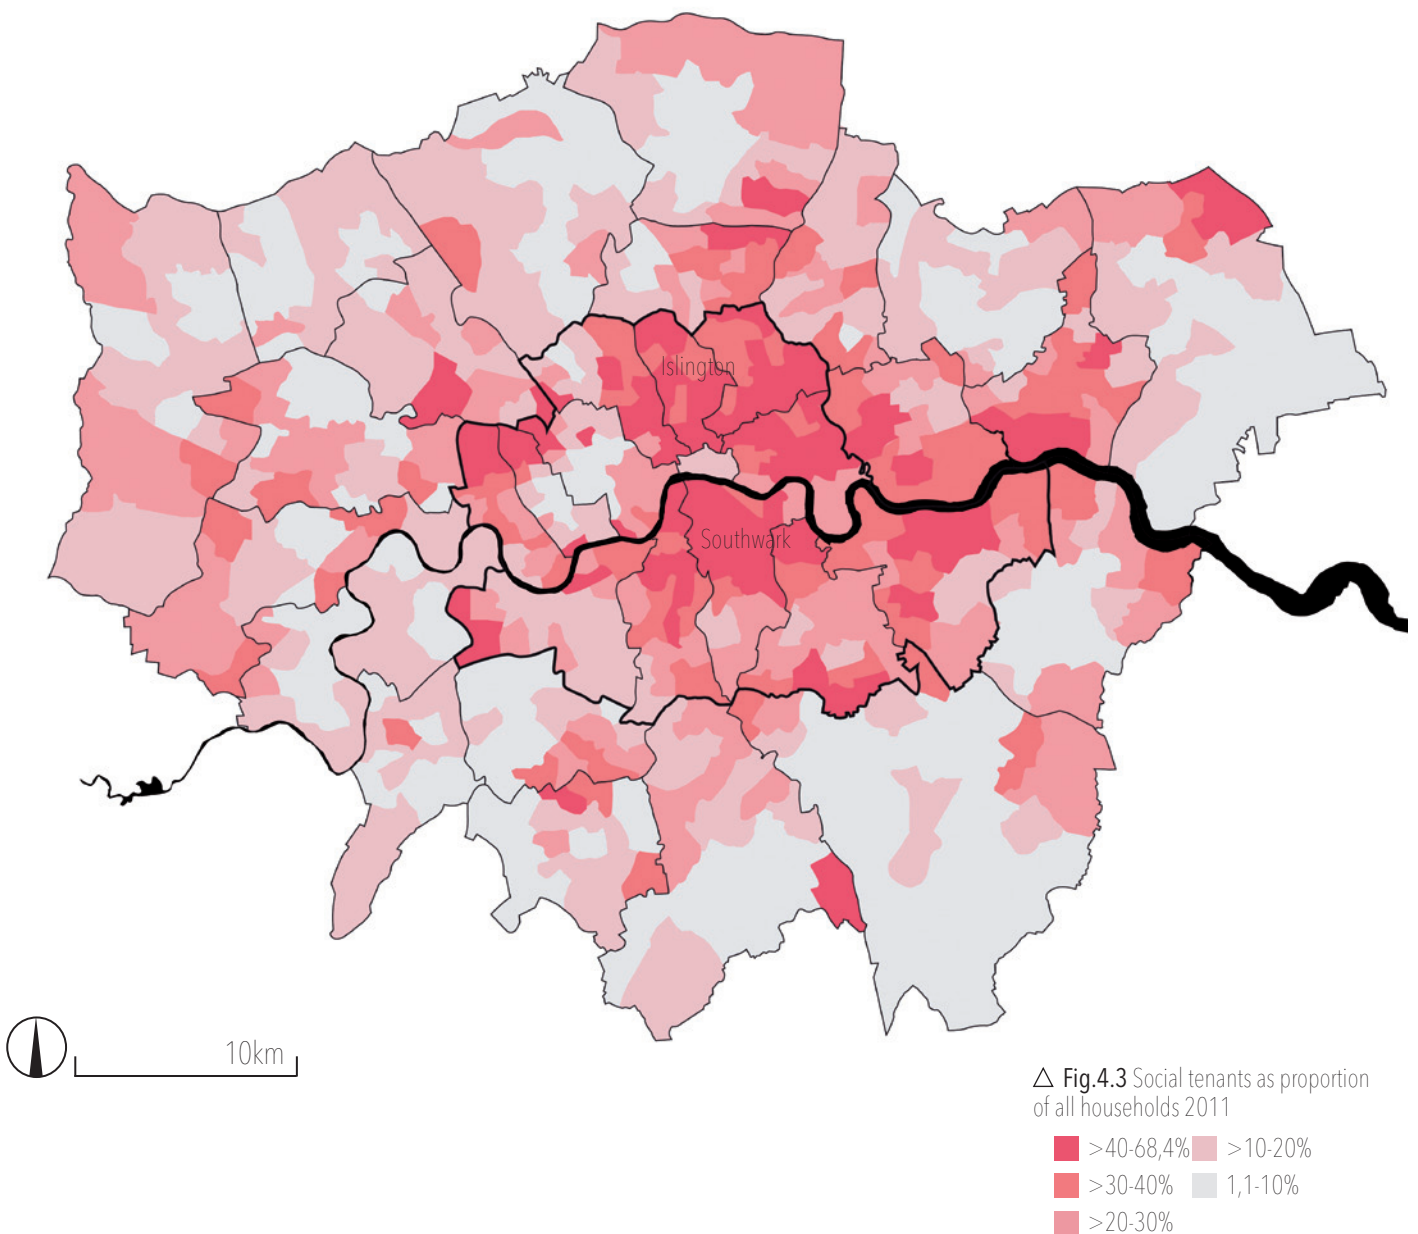 Islington
Southwark
10km
△ Fig.4.3 Social tenants as proportion
of all households 2011
>40-68,4% >10-20%
>30-40% 1,1-10%
>20-30%